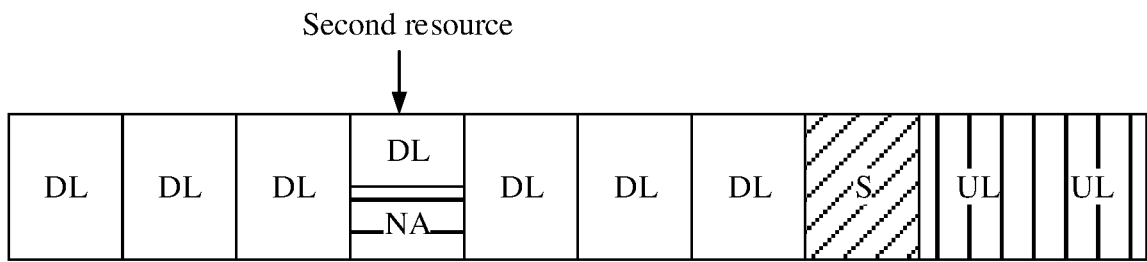 Second resource
DL
DL DL DL DL DL DL S UL UL
NA